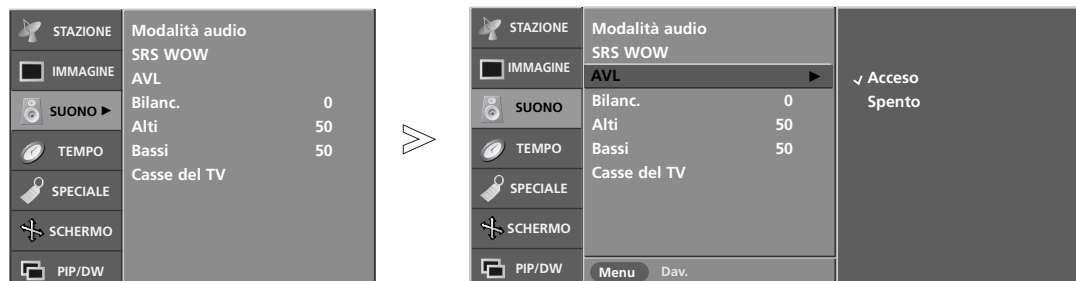 STAZIONE
IMMAGINE
SUONO ►
TEMPO
SPECIALE
SCHERMO
PIP/DW
Modalità audio
SRS WOW
AVL
Bilanc. 0
Alti 50
Bassi 50
Casse del TV
STAZIONE
IMMAGINE
SUONO
TEMPO
SPECIALE
SCHERMO
PIP/DW
Modalità audio
SRS WOW
AVL ►
Bilanc. 0
Alti 50
Bassi 50
Casse del TV
Menu Dav.
✓ Acceso
Spento